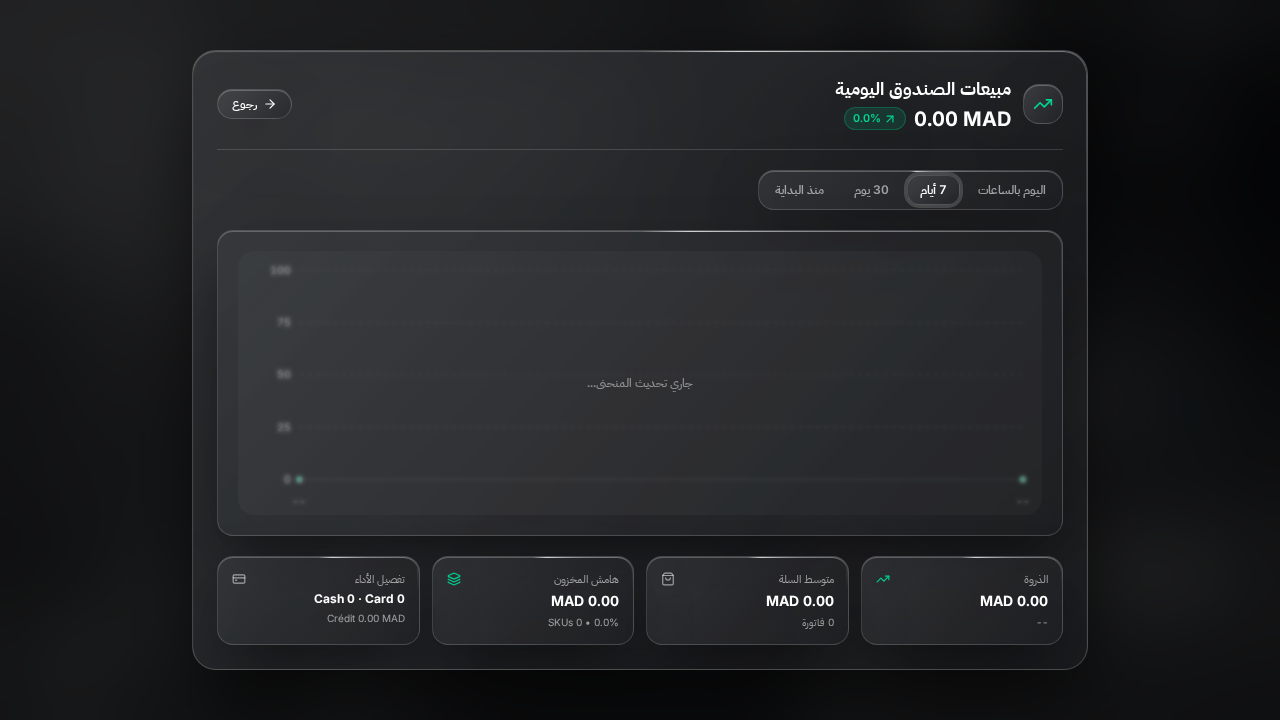 مبيعات الصندوق اليومية
0.00 MAD
0.0%
رجوع
اليوم بالساعات
7 أيام
30 يوم
منذ البداية
100
75
50
25
0
--
--
جاري تحديث المنحنى...
الذروة
MAD 0.00
--
متوسط السلة
MAD 0.00
0 فاتورة
هامش المخزون
MAD 0.00
SKUs 0 • 0.0%
تفصيل الأداء
Cash 0 · Card 0
Crédit 0.00 MAD